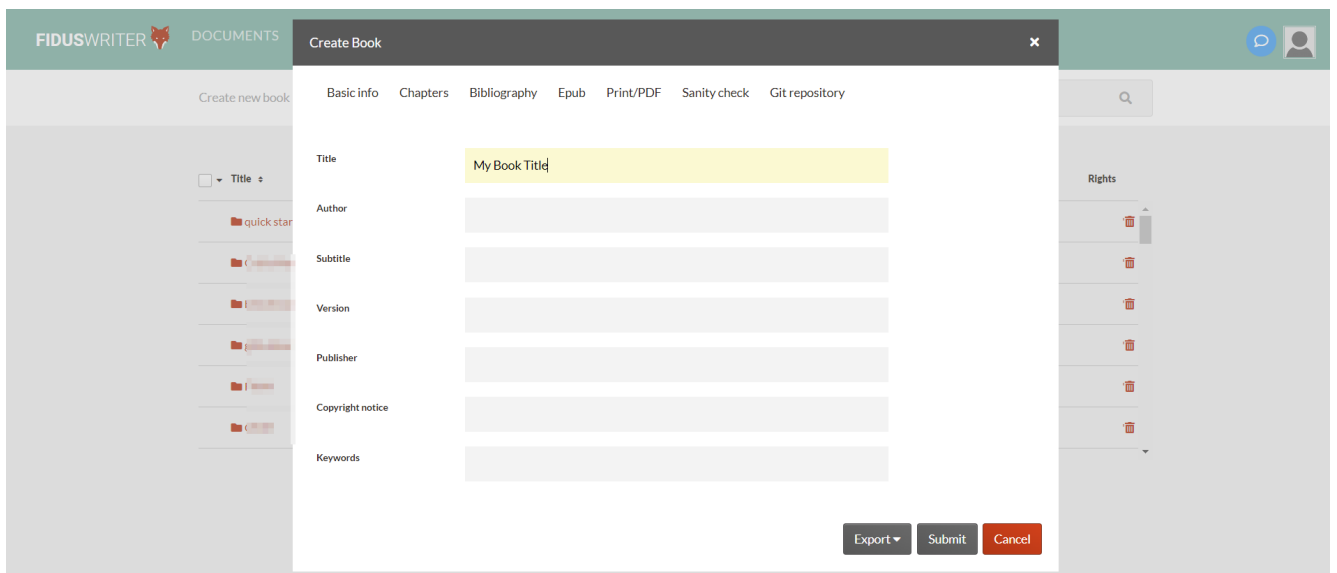 FIDUSWRITER DOCUMENTS
Create Book
Create new book
Basic info Chapters Bibliography Epub Print/PDF Sanity check Git repository
Title
My Book Title
Title
Rights
Author
quick star
Subtitle
Version
Publisher
Copyright notice
Keywords
Export Submit Cancel